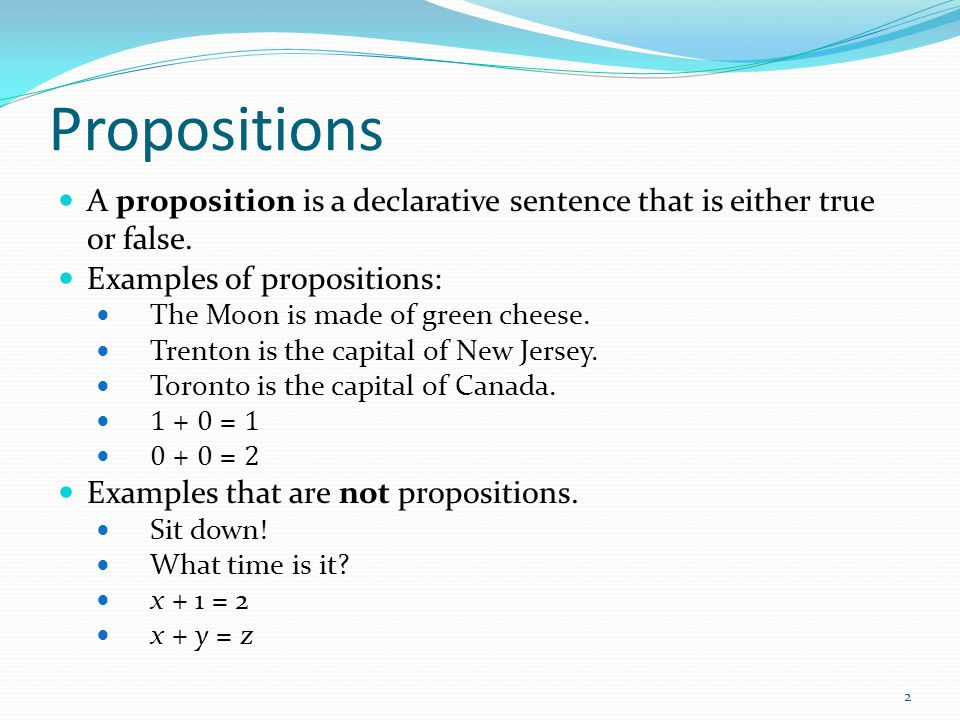 Propositions
• A proposition is a declarative sentence that is either true
or false.
• Examples of propositions:
• The Moon is made of green cheese.
• Trenton is the capital of New Jersey.
• Toronto is the capital of Canada.
• 1 + 0 = 1
• 0 + 0 = 2
• Examples that are not propositions.
• Sit down!
• What time is it?
• x + 1 = 2
• x + y = z
2